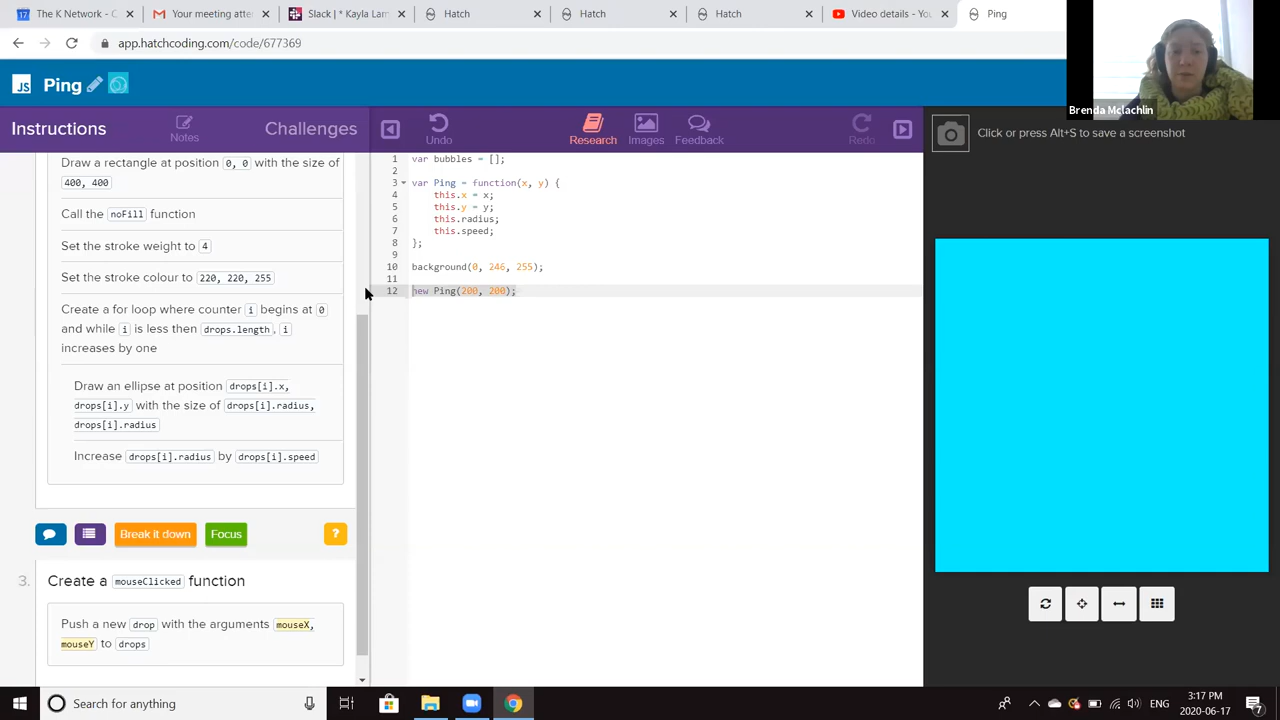 17 The K Network - C
Your meeting atte
Slack | * Kayla Lam
Hatch
Hatch
Hatch
Video details - You
Ping
app.hatchcoding.com/code/677369
JS Ping
Brenda Mclachlin
Instructions
Notes
Challenges
Undo
Research
Images
Feedback
Redo
Click or press Alt+S to save a screenshot
Draw a rectangle at position 0, 0 with the size of
400, 400
Call the noFill function
Set the stroke weight to 4
Set the stroke colour to 220, 220, 255
Create a for loop where counter i begins at 0
and while i is less then drops.length, i
increases by one
Draw an ellipse at position drops[i].x,
drops[i].y with the size of drops[i].radius,
drops[i].radius
Increase drops[i].radius by drops[i].speed
Break it down
Focus
?
3. Create a mouseClicked function
Push a new drop with the arguments mouseX,
mouseY to drops
1 var bubbles = [];
2
3 var Ping = function(x, y) {
4 this.x = x;
5 this.y = y;
6 this.radius;
7 this.speed;
8 };
9
10 background(0, 246, 255);
11
12 new Ping(200, 200);
Search for anything
ENG
3:17 PM
2020-06-17
7